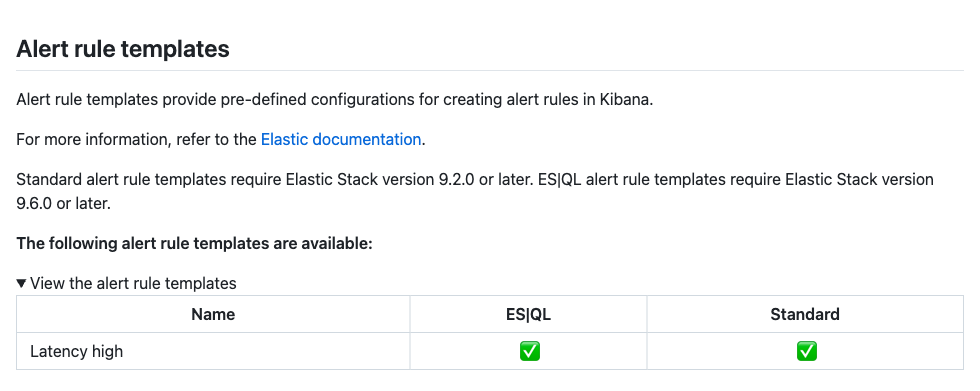 Alert rule templates
Alert rule templates provide pre-defined configurations for creating alert rules in Kibana.
For more information, refer to the Elastic documentation.
Standard alert rule templates require Elastic Stack version 9.2.0 or later. ES|QL alert rule templates require Elastic Stack version
9.6.0 or later.
The following alert rule templates are available:
▼ View the alert rule templates
Name ES|QL Standard
Latency high ✅ ✅